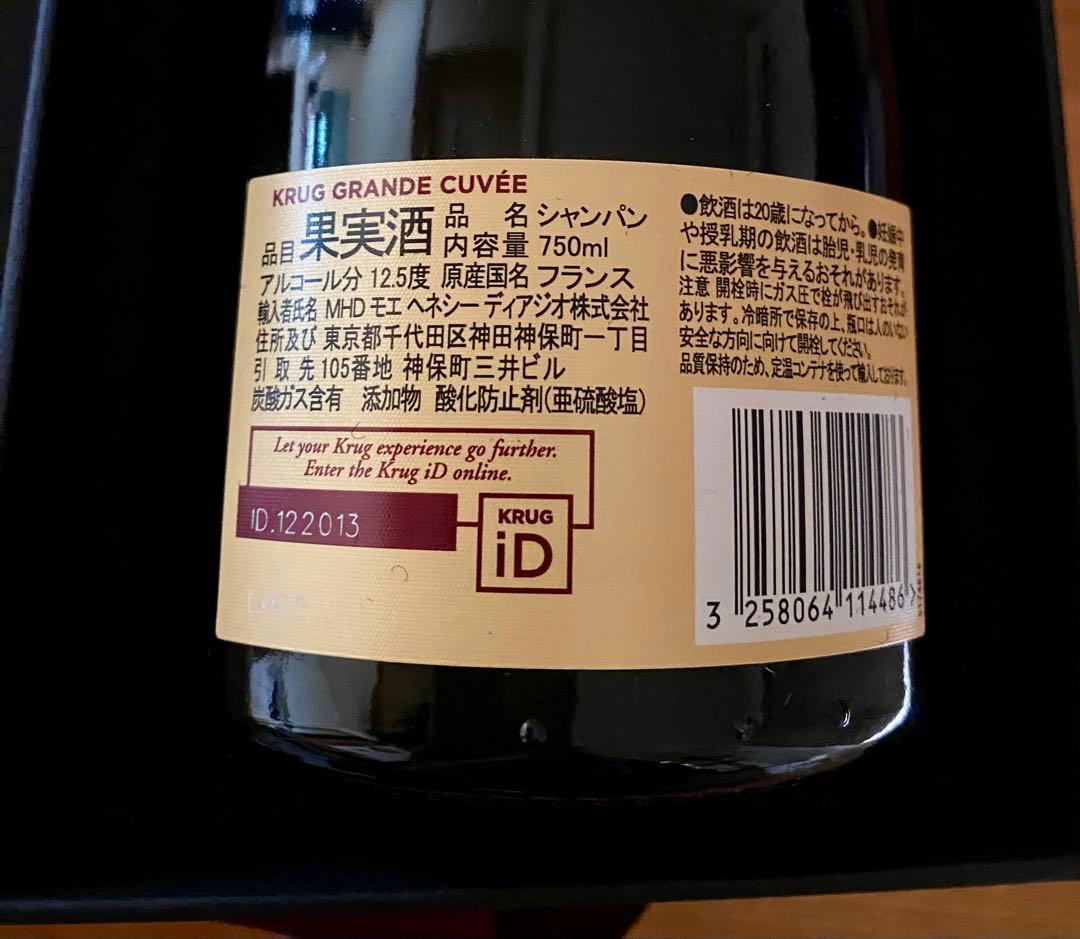 KRUG GRANDE CUVÉE
品目 果実酒 品 名 シャンパン
内容量 750ml
アルコール分 12.5度 原産国名 フランス
輸入者氏名 MHD モエ ヘネシー ディアジオ株式会社
住所及び 東京都千代田区神田神保町一丁目
引 取 先 105番地 神保町三井ビル
炭酸ガス含有 添加物 酸化防止剤(亜硫酸塩)
●飲酒は20歳になってから。●妊娠中
や授乳期の飲酒は胎児・乳児の発育
に悪影響を与えるおそれがあります。
注意 開栓時にガス圧で栓が飛び出すおそれが
あります。冷暗所で保存の上、瓶口は人のいない
安全な方向に向けて開栓してください。
品質保持のため、定温コンテナを使って輸入しております。
Let your Krug experience go further.
Enter the Krug iD online.
ID.122013
KRUG
iD
3 258064 114486 >